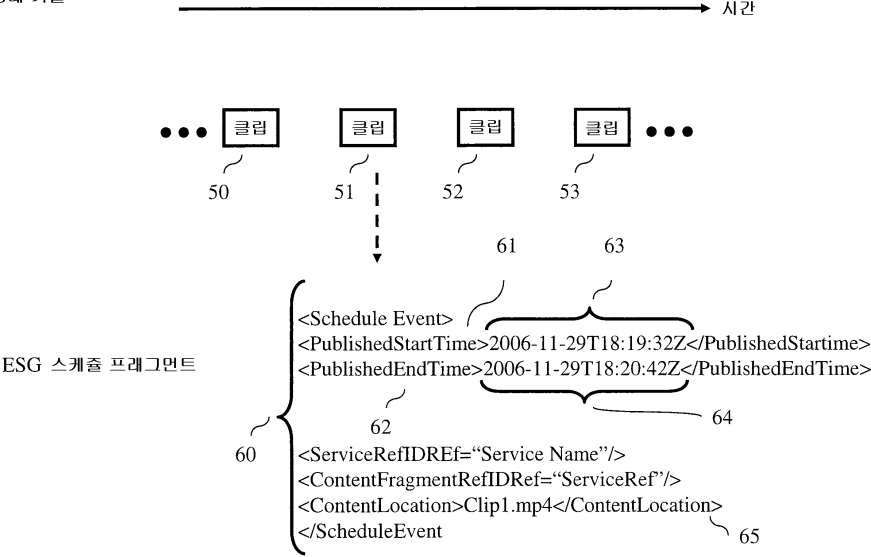 시간
클립 클립 클립 클립
50 51 52 53
61 63
<Schedule Event>
<PublishedStartTime>2006-11-29T18:19:32Z</PublishedStartime>
ESG 스케쥴 프래그먼트
<PublishedEndTime>2006-11-29T18:20:42Z</PublishedEndTime>
62 64
60
<ServiceRefIDREf=“Service Name”/>
<ContentFragmentRefIDRef=“ServiceRef”/>
<ContentLocation>Clip1.mp4</ContentLocation>
</ScheduleEvent
65